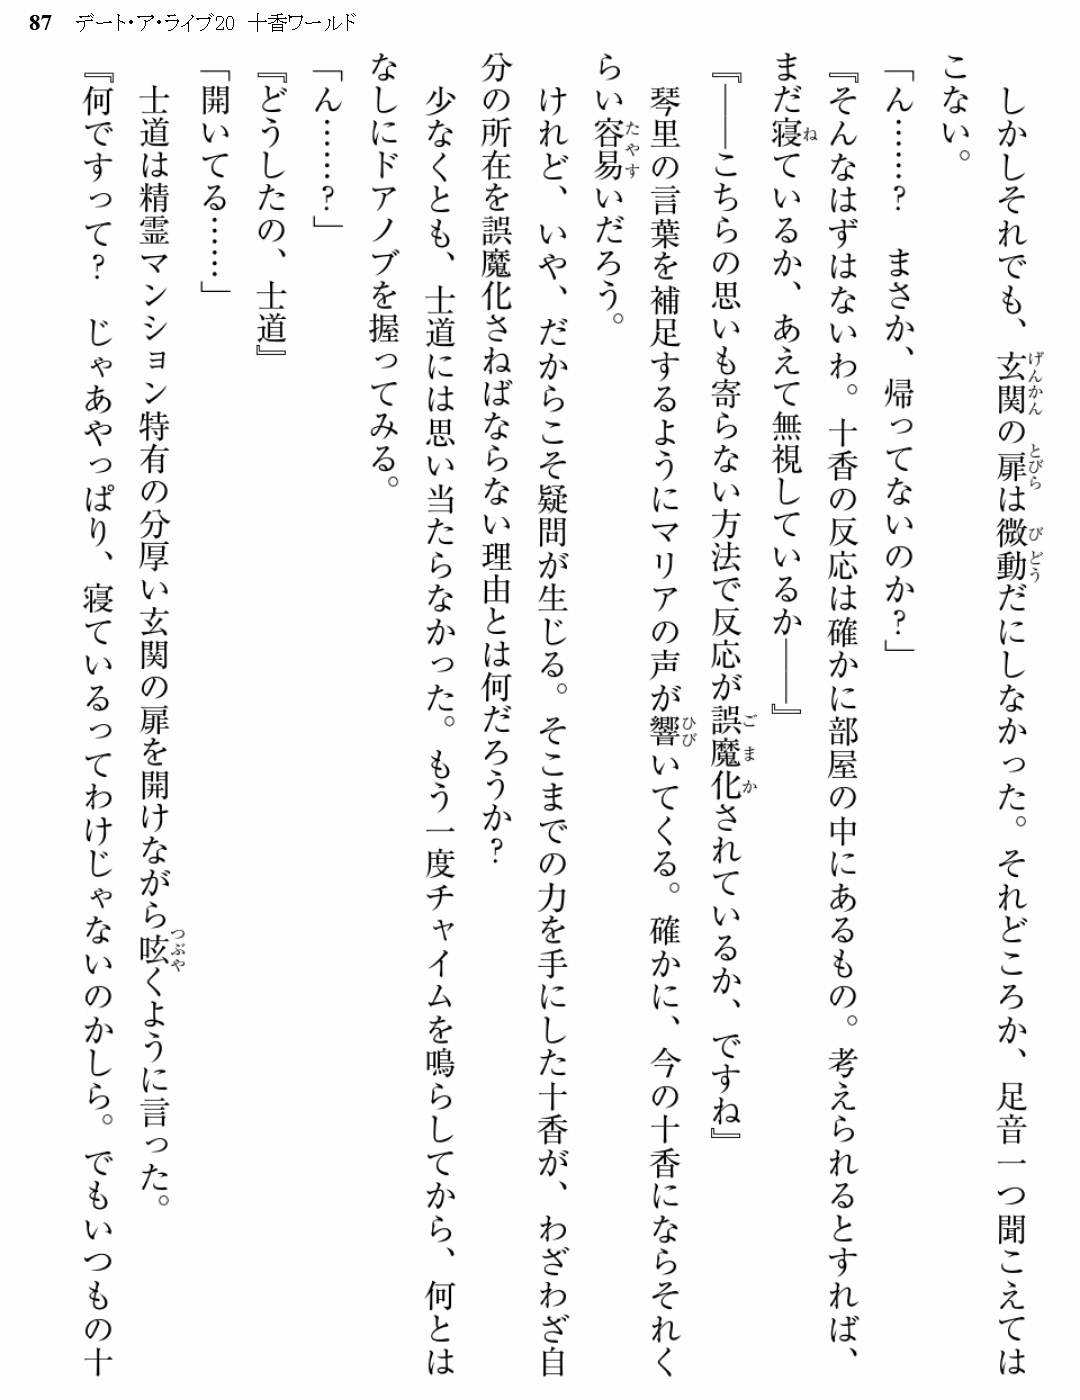 87　デート・ア・ライブ20　十香ワールド
　しかしそれでも、玄関の扉は微動だにしなかった。それどころか、足音一つ聞こえては
こない。
「ん……？　まさか、帰ってないのか？」
『そんなはずはないわ。十香の反応は確かに部屋の中にあるもの。考えられるとすれば、
まだ寝ているか、あえて無視しているか――』
『――こちらの思いも寄らない方法で反応が誤魔化されているか、ですね』
　琴里の言葉を補足するようにマリアの声が響いてくる。確かに、今の十香にならそれく
らい容易いだろう。
　けれど、いや、だからこそ疑問が生じる。そこまでの力を手にした十香が、わざわざ自
分の所在を誤魔化さねばならない理由とは何だろうか？
　少なくとも、士道には思い当たらなかった。もう一度チャイムを鳴らしてから、何とは
なしにドアノブを握ってみる。
「ん……？」
『どうしたの、士道』
「開いてる……」
　士道は精霊マンション特有の分厚い玄関の扉を開けながら呟くように言った。
『何ですって？　じゃあやっぱり、寝ているってわけじゃないのかしら。でもいつもの十